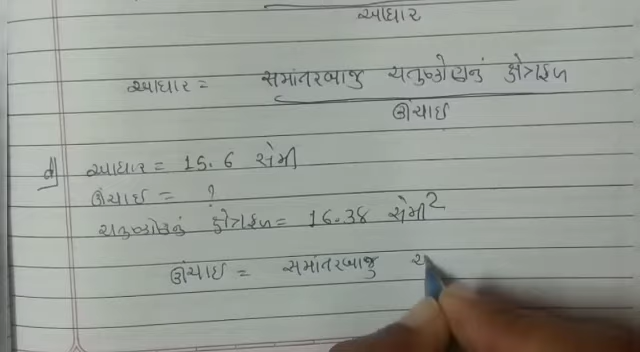 આધાર
આધાર = સમાંતરબાજુ ચતુષ્કોણનું ક્ષેત્રફળ
ઊંચાઈ
d) આધાર = 15.6 સેમી
ઊંચાઈ = ?
ચતુષ્કોણનું ક્ષેત્રફળ = 16.38 સેમી2
ઊંચાઈ = સમાંતરબાજુ ચ